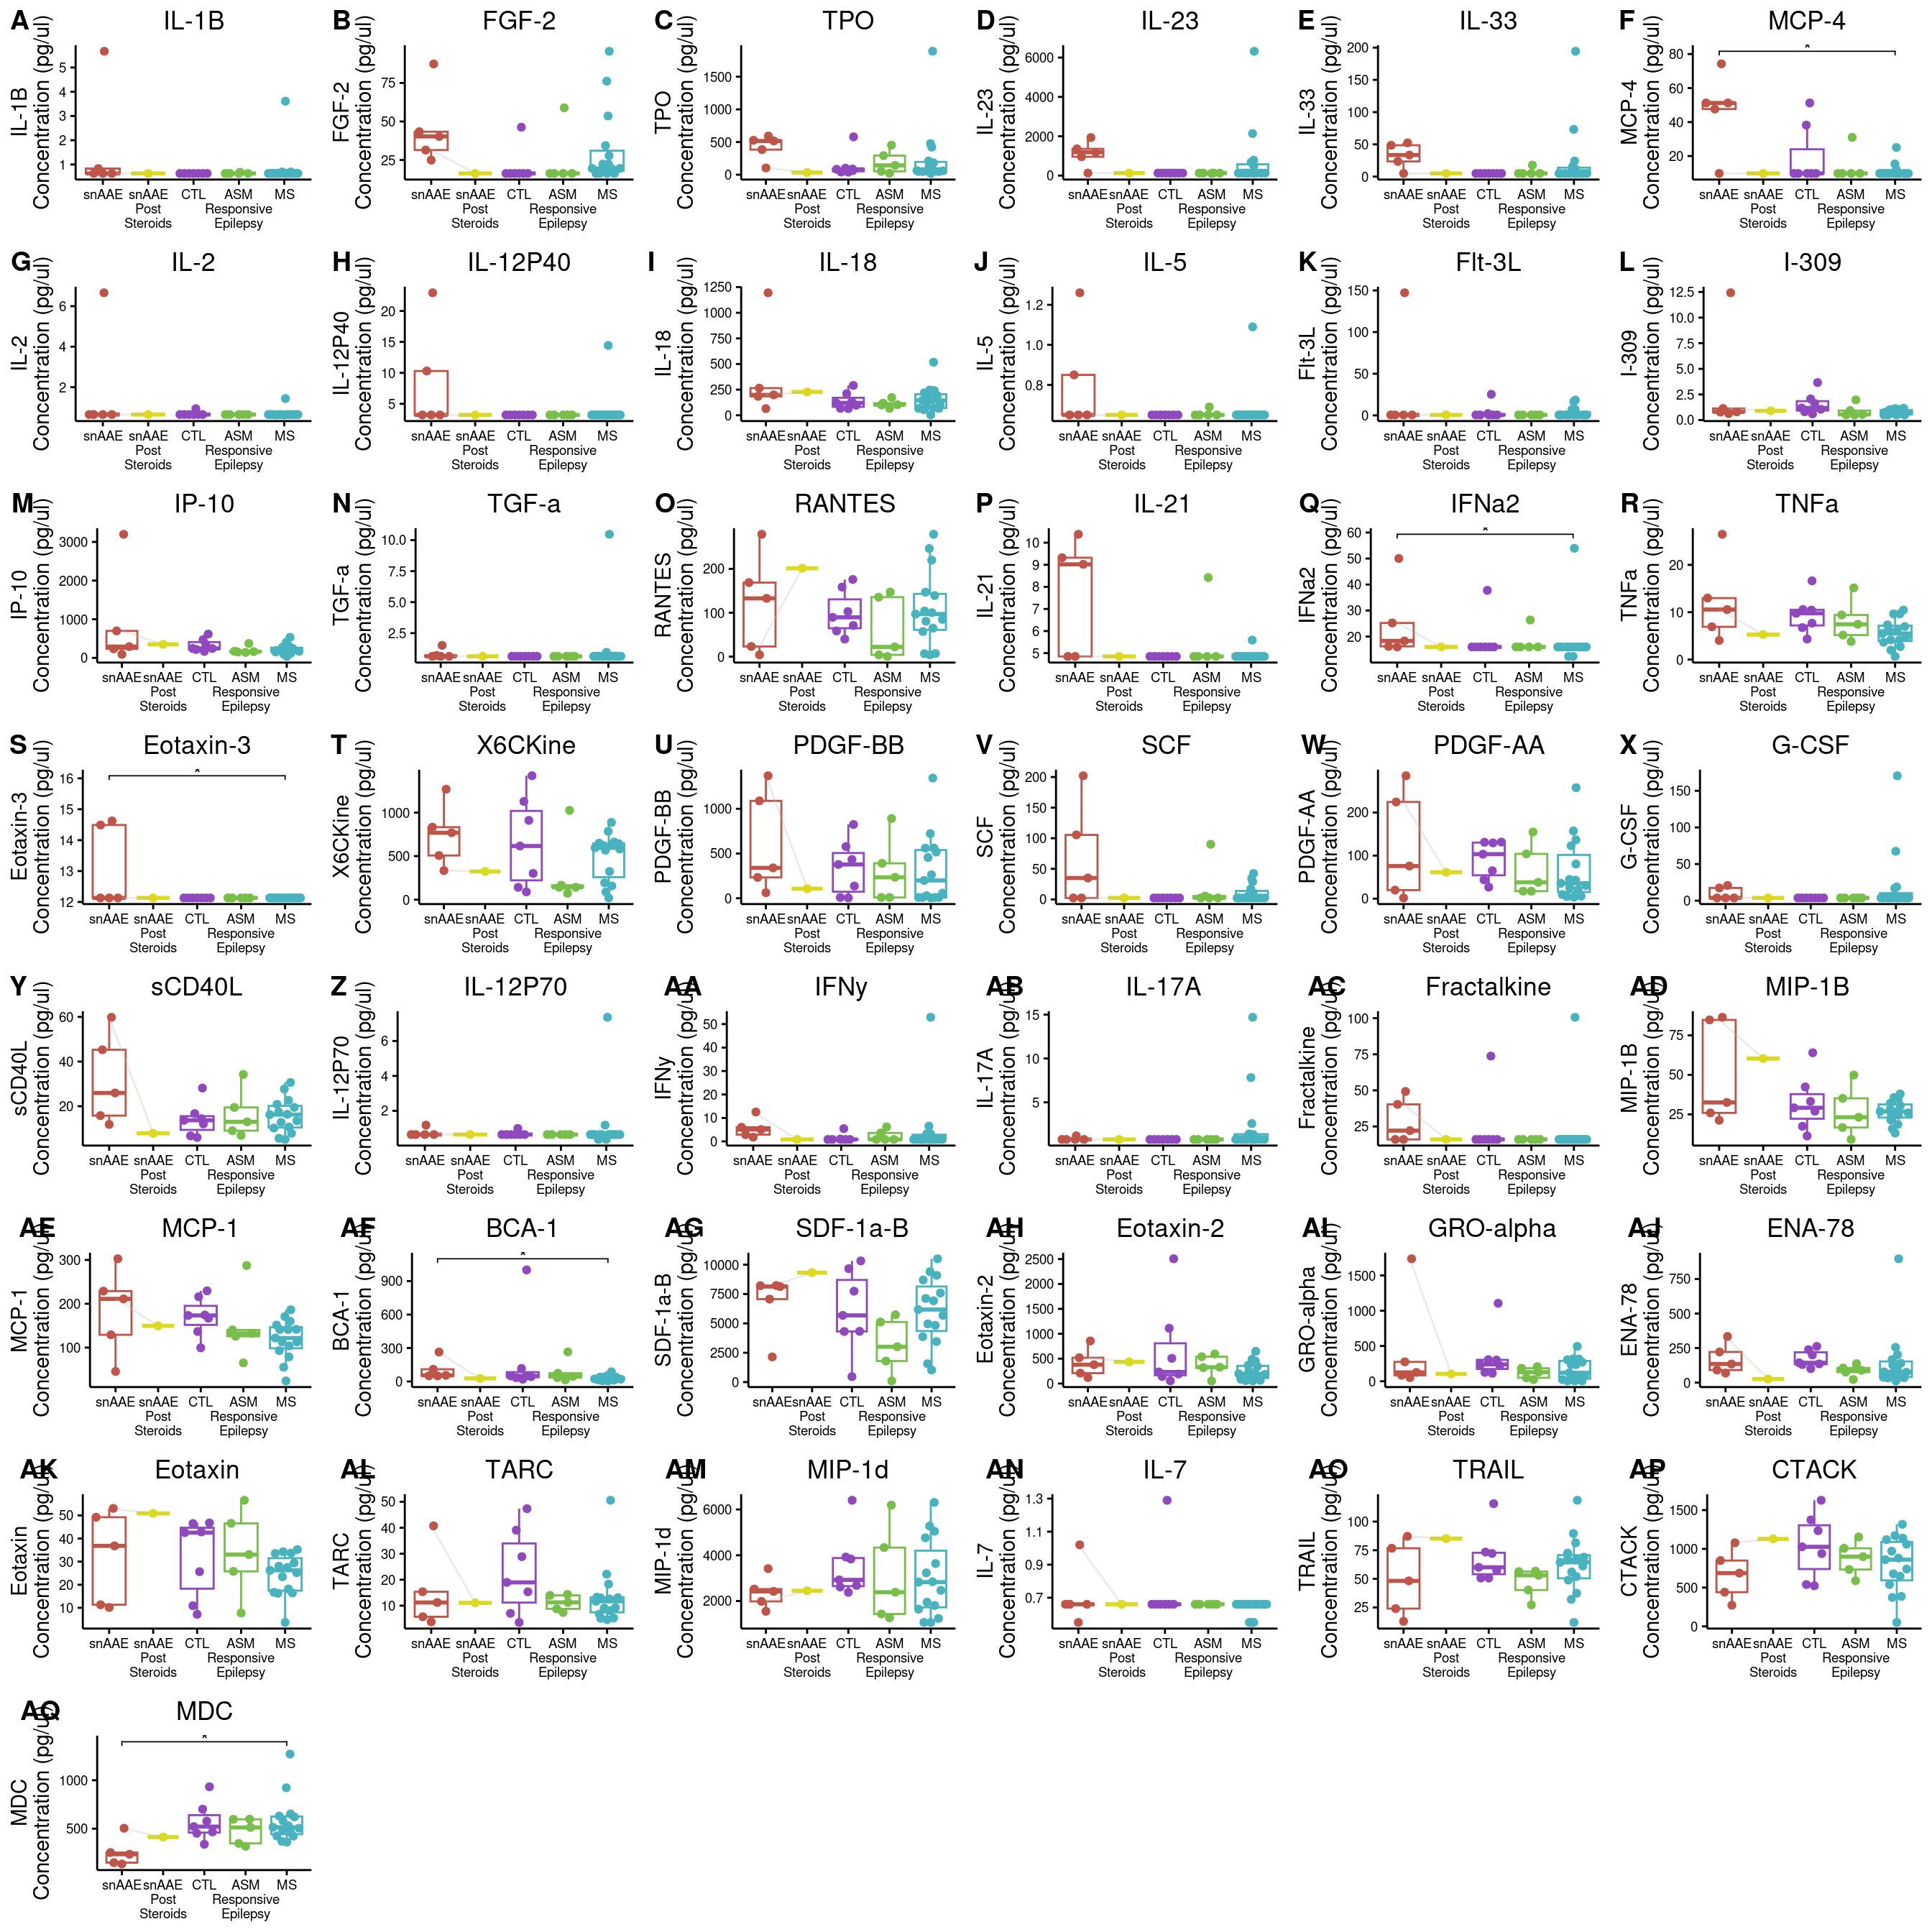 A IL-1B
IL-1B
Concentration (pg/ul)
5
4
3
2
1
snAAE snAAE CTL ASM MS
Post Responsive
Steroids Epilepsy
B FGF-2
FGF-2
Concentration (pg/ul)
75
50
25
snAAE snAAE CTL ASM MS
Post Responsive
Steroids Epilepsy
C TPO
TPO
Concentration (pg/ul)
1500
1000
500
0
snAAE snAAE CTL ASM MS
Post Responsive
Steroids Epilepsy
D IL-23
IL-23
Concentration (pg/ul)
6000
4000
2000
0
snAAE snAAE CTL ASM MS
Post Responsive
Steroids Epilepsy
E IL-33
IL-33
Concentration (pg/ul)
200
150
100
50
0
snAAE snAAE CTL ASM MS
Post Responsive
Steroids Epilepsy
F MCP-4
MCP-4
Concentration (pg/ul)
*
80
60
40
20
snAAE snAAE CTL ASM MS
Post Responsive
Steroids Epilepsy
G IL-2
IL-2
Concentration (pg/ul)
6
4
2
snAAE snAAE CTL ASM MS
Post Responsive
Steroids Epilepsy
H IL-12P40
IL-12P40
Concentration (pg/ul)
20
15
10
5
snAAE snAAE CTL ASM MS
Post Responsive
Steroids Epilepsy
I IL-18
IL-18
Concentration (pg/ul)
1250
1000
750
500
250
0
snAAE snAAE CTL ASM MS
Post Responsive
Steroids Epilepsy
J IL-5
IL-5
Concentration (pg/ul)
1.2
1.0
0.8
snAAE snAAE CTL ASM MS
Post Responsive
Steroids Epilepsy
K Flt-3L
Flt-3L
Concentration (pg/ul)
150
100
50
0
snAAE snAAE CTL ASM MS
Post Responsive
Steroids Epilepsy
L I-309
I-309
Concentration (pg/ul)
12.5
10.0
7.5
5.0
2.5
0.0
snAAE snAAE CTL ASM MS
Post Responsive
Steroids Epilepsy
M IP-10
IP-10
Concentration (pg/ul)
3000
2000
1000
0
snAAE snAAE CTL ASM MS
Post Responsive
Steroids Epilepsy
N TGF-a
TGF-a
Concentration (pg/ul)
10.0
7.5
5.0
2.5
snAAE snAAE CTL ASM MS
Post Responsive
Steroids Epilepsy
O RANTES
RANTES
Concentration (pg/ul)
200
100
0
snAAE snAAE CTL ASM MS
Post Responsive
Steroids Epilepsy
P IL-21
IL-21
Concentration (pg/ul)
10
9
8
7
6
5
snAAE snAAE CTL ASM MS
Post Responsive
Steroids Epilepsy
Q IFNa2
IFNa2
Concentration (pg/ul)
*
60
50
40
30
20
snAAE snAAE CTL ASM MS
Post Responsive
Steroids Epilepsy
R TNFa
TNFa
Concentration (pg/ul)
20
10
0
snAAE snAAE CTL ASM MS
Post Responsive
Steroids Epilepsy
S Eotaxin-3
Eotaxin-3
Concentration (pg/ul)
*
16
15
14
13
12
snAAE snAAE CTL ASM MS
Post Responsive
Steroids Epilepsy
T X6CKine
X6CKine
Concentration (pg/ul)
1000
500
0
snAAE snAAE CTL ASM MS
Post Responsive
Steroids Epilepsy
U PDGF-BB
PDGF-BB
Concentration (pg/ul)
1000
500
0
snAAE snAAE CTL ASM MS
Post Responsive
Steroids Epilepsy
V SCF
SCF
Concentration (pg/ul)
200
150
100
50
0
snAAE snAAE CTL ASM MS
Post Responsive
Steroids Epilepsy
W PDGF-AA
PDGF-AA
Concentration (pg/ul)
200
100
0
snAAE snAAE CTL ASM MS
Post Responsive
Steroids Epilepsy
X G-CSF
G-CSF
Concentration (pg/ul)
150
100
50
0
snAAE snAAE CTL ASM MS
Post Responsive
Steroids Epilepsy
Y sCD40L
sCD40L
Concentration (pg/ul)
60
40
20
snAAE snAAE CTL ASM MS
Post Responsive
Steroids Epilepsy
Z IL-12P70
IL-12P70
Concentration (pg/ul)
6
4
2
snAAE snAAE CTL ASM MS
Post Responsive
Steroids Epilepsy
AA IFNy
IFNy
Concentration (pg/ul)
50
40
30
20
10
0
snAAE snAAE CTL ASM MS
Post Responsive
Steroids Epilepsy
AB IL-17A
IL-17A
Concentration (pg/ul)
15
10
5
snAAE snAAE CTL ASM MS
Post Responsive
Steroids Epilepsy
AC Fractalkine
Fractalkine
Concentration (pg/ul)
100
75
50
25
snAAE snAAE CTL ASM MS
Post Responsive
Steroids Epilepsy
AD MIP-1B
MIP-1B
Concentration (pg/ul)
75
50
25
snAAE snAAE CTL ASM MS
Post Responsive
Steroids Epilepsy
AE MCP-1
MCP-1
Concentration (pg/ul)
300
200
100
snAAE snAAE CTL ASM MS
Post Responsive
Steroids Epilepsy
AF BCA-1
BCA-1
Concentration (pg/ul)
*
900
600
300
0
snAAE snAAE CTL ASM MS
Post Responsive
Steroids Epilepsy
AG SDF-1a-B
SDF-1a-B
Concentration (pg/ul)
10000
7500
5000
2500
0
snAAE snAAE CTL ASM MS
Post Responsive
Steroids Epilepsy
AH Eotaxin-2
Eotaxin-2
Concentration (pg/ul)
2500
2000
1500
1000
500
0
snAAE snAAE CTL ASM MS
Post Responsive
Steroids Epilepsy
AI GRO-alpha
GRO-alpha
Concentration (pg/ul)
1500
1000
500
0
snAAE snAAE CTL ASM MS
Post Responsive
Steroids Epilepsy
AJ ENA-78
ENA-78
Concentration (pg/ul)
750
500
250
0
snAAE snAAE CTL ASM MS
Post Responsive
Steroids Epilepsy
AK Eotaxin
Eotaxin
Concentration (pg/ul)
50
40
30
20
10
snAAE snAAE CTL ASM MS
Post Responsive
Steroids Epilepsy
AL TARC
TARC
Concentration (pg/ul)
50
40
30
20
10
snAAE snAAE CTL ASM MS
Post Responsive
Steroids Epilepsy
AM MIP-1d
MIP-1d
Concentration (pg/ul)
6000
4000
2000
snAAE snAAE CTL ASM MS
Post Responsive
Steroids Epilepsy
AN IL-7
IL-7
Concentration (pg/ul)
1.3
1.1
0.9
0.7
snAAE snAAE CTL ASM MS
Post Responsive
Steroids Epilepsy
AO TRAIL
TRAIL
Concentration (pg/ul)
100
75
50
25
snAAE snAAE CTL ASM MS
Post Responsive
Steroids Epilepsy
AP CTACK
CTACK
Concentration (pg/ul)
1500
1000
500
0
snAAE snAAE CTL ASM MS
Post Responsive
Steroids Epilepsy
AQ MDC
MDC
Concentration (pg/ul)
*
1000
500
snAAE snAAE CTL ASM MS
Post Responsive
Steroids Epilepsy